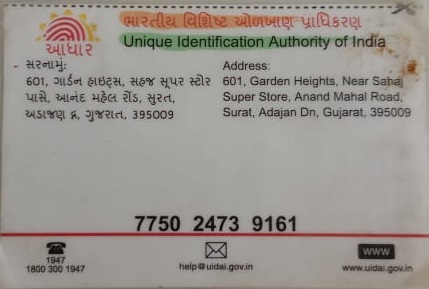 ભારતીય વિશિષ્ટ ઓળખાણ પ્રાધિકરણ
Unique Identification Authority of India
આધાર
સરનામું:
601, ગાર્ડન હાઇટ્સ, સહજ સૂપર સ્ટોર
પાસે, આનંદ મહેલ રોડ, સુરત,
અડાજણ દ્ન, ગુજરાત, 395009
Address:
601, Garden Heights, Near Sahaj
Super Store, Anand Mahal Road,
Surat, Adajan Dn, Gujarat, 395009
7750 2473 9161
1947
1800 300 1947
help@uidai.gov.in
WWW
www.uidai.gov.in